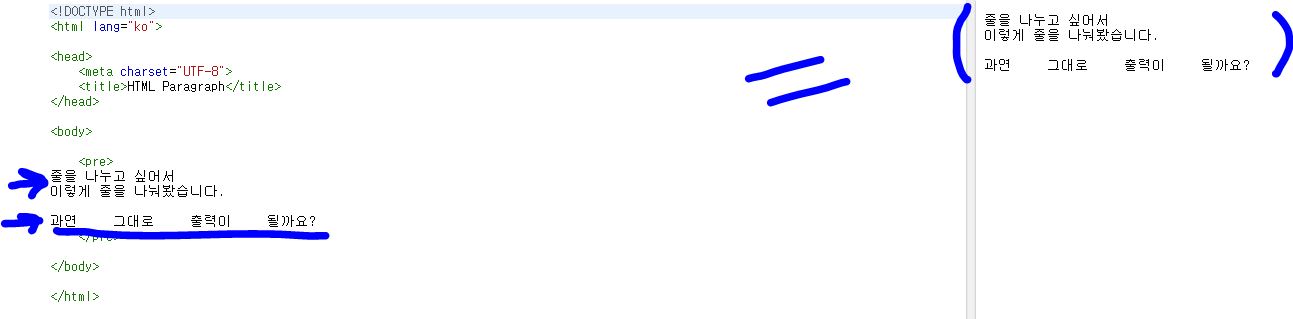 <!DOCTYPE html>
<html lang="ko">
<head>
<meta charset="UTF-8">
<title>HTML Paragraph</title>
</head>
<body>
<pre>
줄을 나누고 싶어서
이렇게 줄을 나눠봤습니다.
과연 그대로 출력이 될까요?
</pre>
</body>
</html>
줄을 나누고 싶어서
이렇게 줄을 나눠봤습니다.
과연 그대로 출력이 될까요?